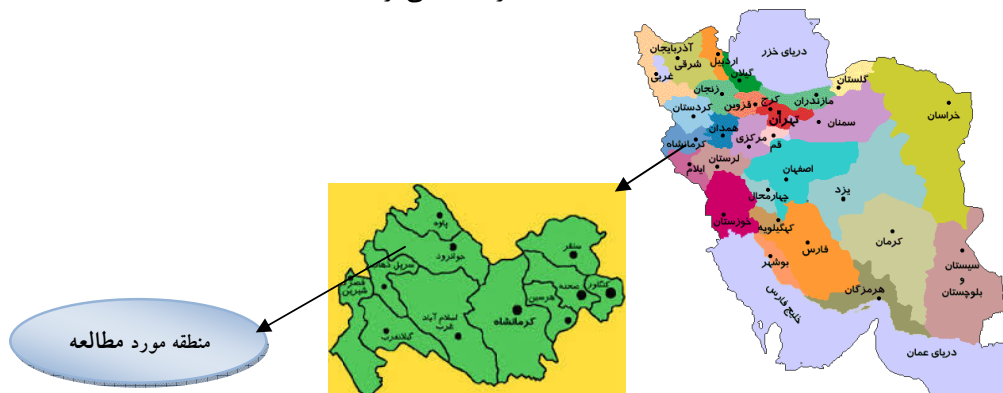 دریای خزر
آذربایجان
شرقی
غربی
اردبیل
گیلان
زنجان
کردستان
قزوین
کرج
تهران
مازندران
گلستان
خراسان
سمنان
همدان
کرمانشاه
مرکزی
قم
لرستان
ایلام
اصفهان
یزد
چهارمحال
خوزستان
کهگیلویه
فارس
بوشهر
کرمان
سیستان
و
بلوچستان
هرمزگان
خلیج فارس
دریای عمان
پاوه
جوانرود
سرپل ذهاب
قصر
شیرین
سنقر
کنگاور
صحنه
هرسین
کرمانشاه
اسلام آباد
غرب
گیلانغرب
منطقه مورد مطالعه